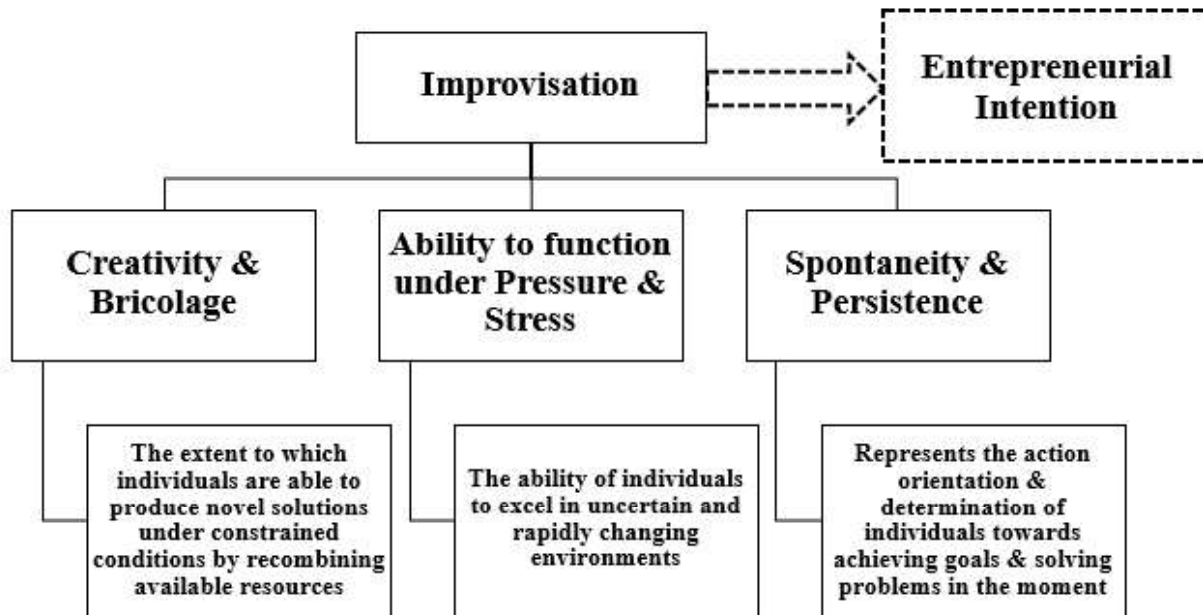 Improvisation
Entrepreneurial
Intention
Creativity &
Bricolage
Ability to function
under Pressure &
Stress
Spontaneity &
Persistence
The extent to which
individuals are able to
produce novel solutions
under constrained
conditions by recombining
available resources
The ability of individuals
to excel in uncertain and
rapidly changing
environments
Represents the action
orientation &
determination of
individuals towards
achieving goals & solving
problems in the moment